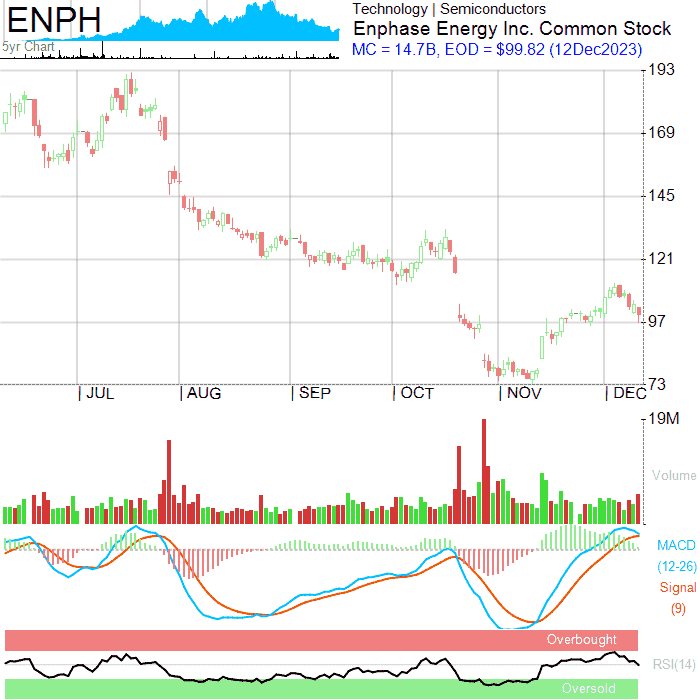 ENPH
5yr Chart
Technology | Semiconductors
Enphase Energy Inc. Common Stock
MC = 14.7B, EOD = $99.82 (12Dec2023)
193
169
145
121
97
73
|JUL |AUG |SEP |OCT |NOV |DEC
19M
Volume
MACD
(12-26)
Signal
(9)
Overbought
RSI(14)
Oversold